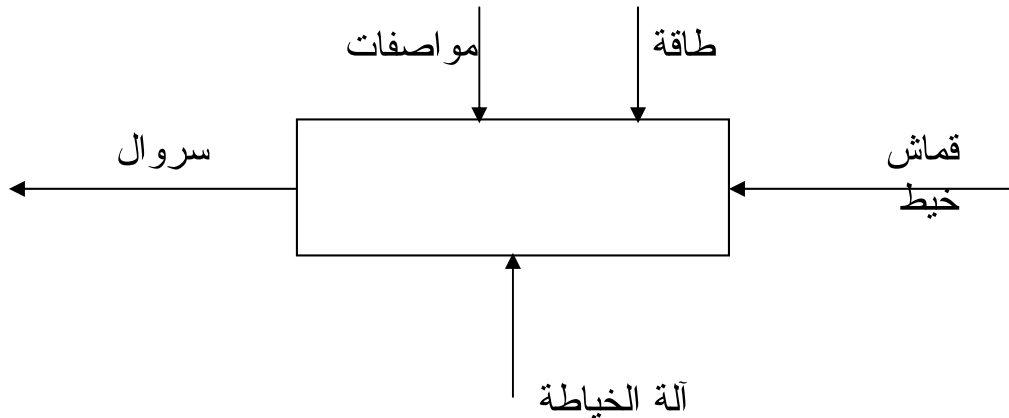 طاقة
مواصفات
قماش
خيط
سروال
آلة الخياطة